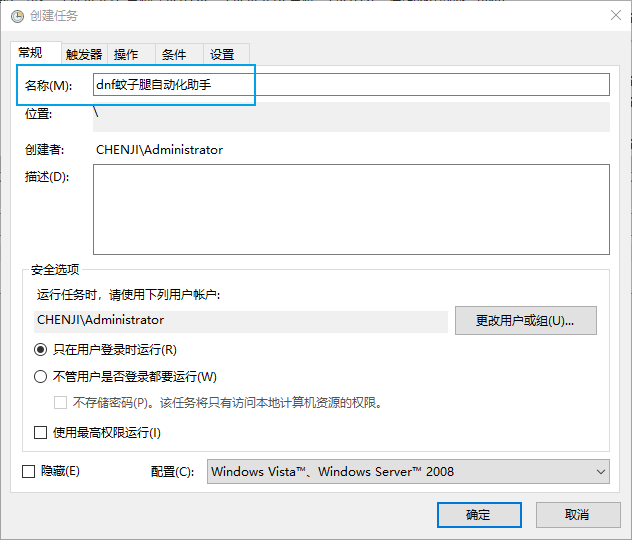 创建任务
常规 触发器 操作 条件 设置
名称(M): dnf蚊子腿自动化助手
位置: \
创建者: CHENJI\Administrator
描述(D):
安全选项
运行任务时，请使用下列用户帐户:
CHENJI\Administrator 更改用户或组(U)...
只在用户登录时运行(R)
不管用户是否登录都要运行(W)
不存储密码(P)。该任务将只有访问本地计算机资源的权限。
使用最高权限运行(I)
隐藏(E) 配置(C): Windows Vista™、Windows Server™ 2008
确定 取消